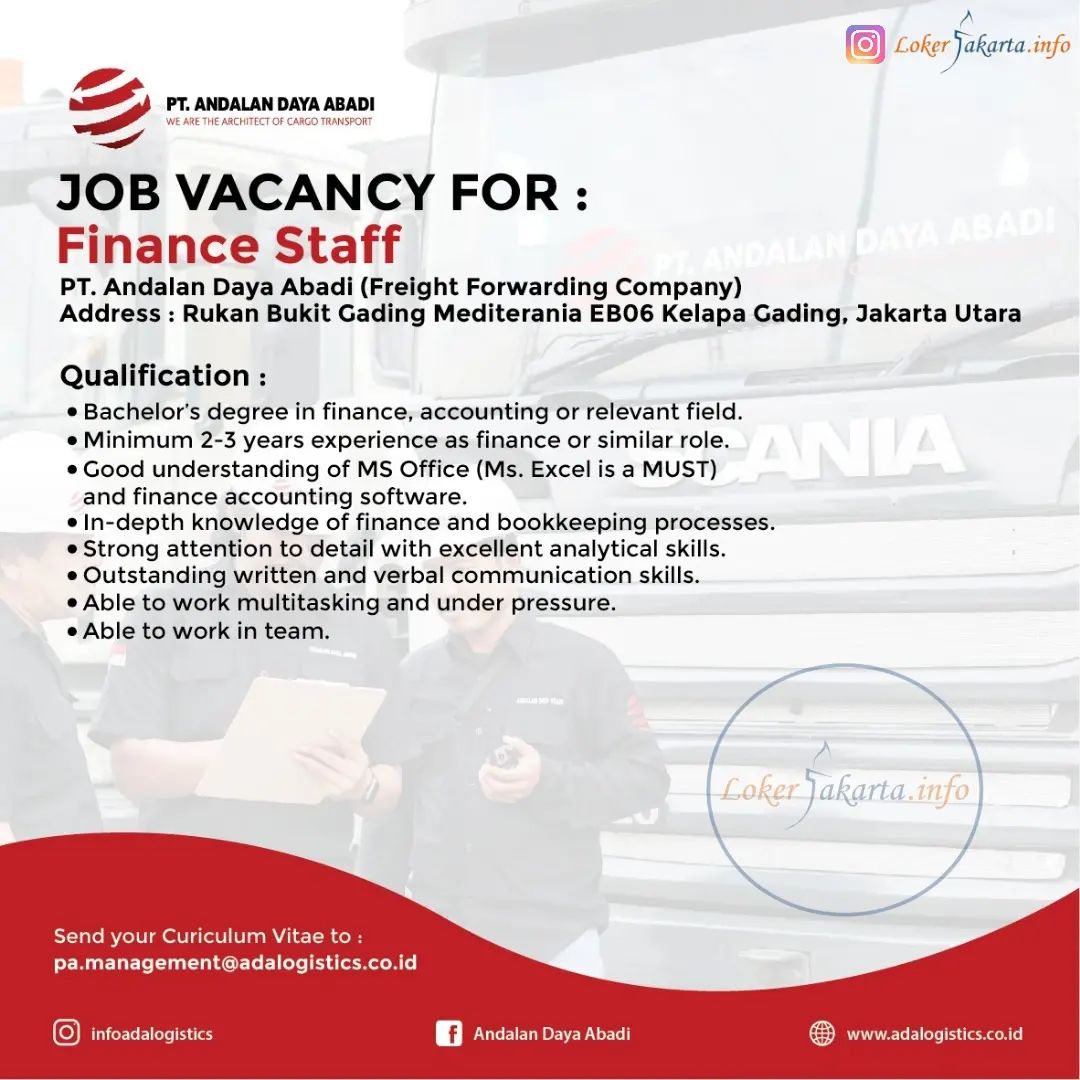 Loker Jakarta.info
PT. ANDALAN DAYA ABADI
WE ARE THE ARCHITECT OF CARGO TRANSPORT
JOB VACANCY FOR :
Finance Staff
PT. ANDALAN DAYA ABADI
PT. Andalan Daya Abadi (Freight Forwarding Company)
Address : Rukan Bukit Gading Mediterania EB06 Kelapa Gading, Jakarta Utara
Qualification :
• Bachelor's degree in finance, accounting or relevant field.
• Minimum 2-3 years experience as finance or similar role.
• Good understanding of MS Office (Ms. Excel is a MUST)
and finance accounting software.
SCANIA
• In-depth knowledge of finance and bookkeeping processes.
• Strong attention to detail with excellent analytical skills.
• Outstanding written and verbal communication skills.
• Able to work multitasking and under pressure.
• Able to work in team.
Loker Jakarta.info
Send your Curiculum Vitae to :
pa.management@adalogistics.co.id
infoadalogistics
Andalan Daya Abadi
www.adalogistics.co.id